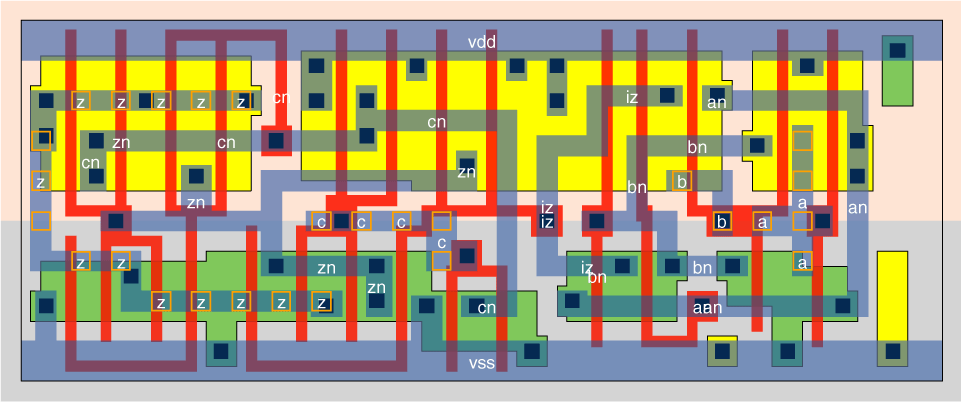 vdd
cn iz an
z z z z z
cn
zn cn bn
cn zn
z zn bn b
a
iz an
c c c iz b a
c
z z zn iz bn a
bn
z z z z z zn cn aan
vss